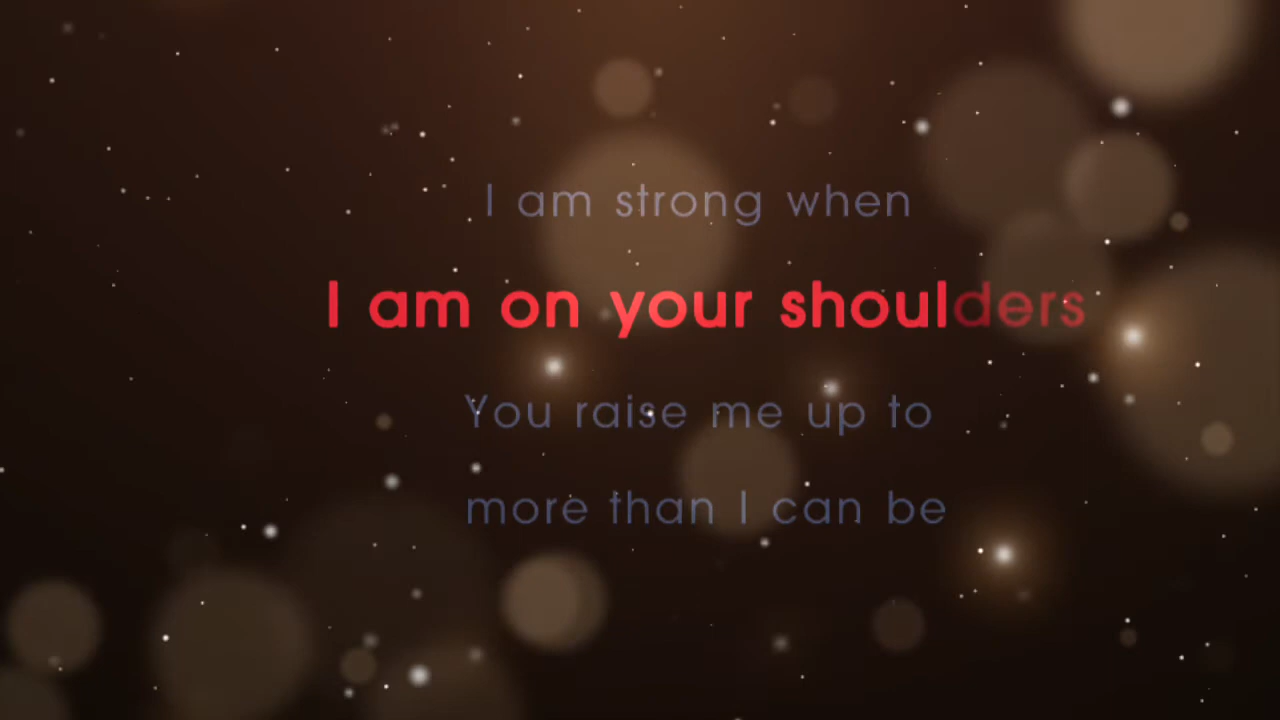 I am strong when
I am on your shoulders
You raise me up to
more than I can be